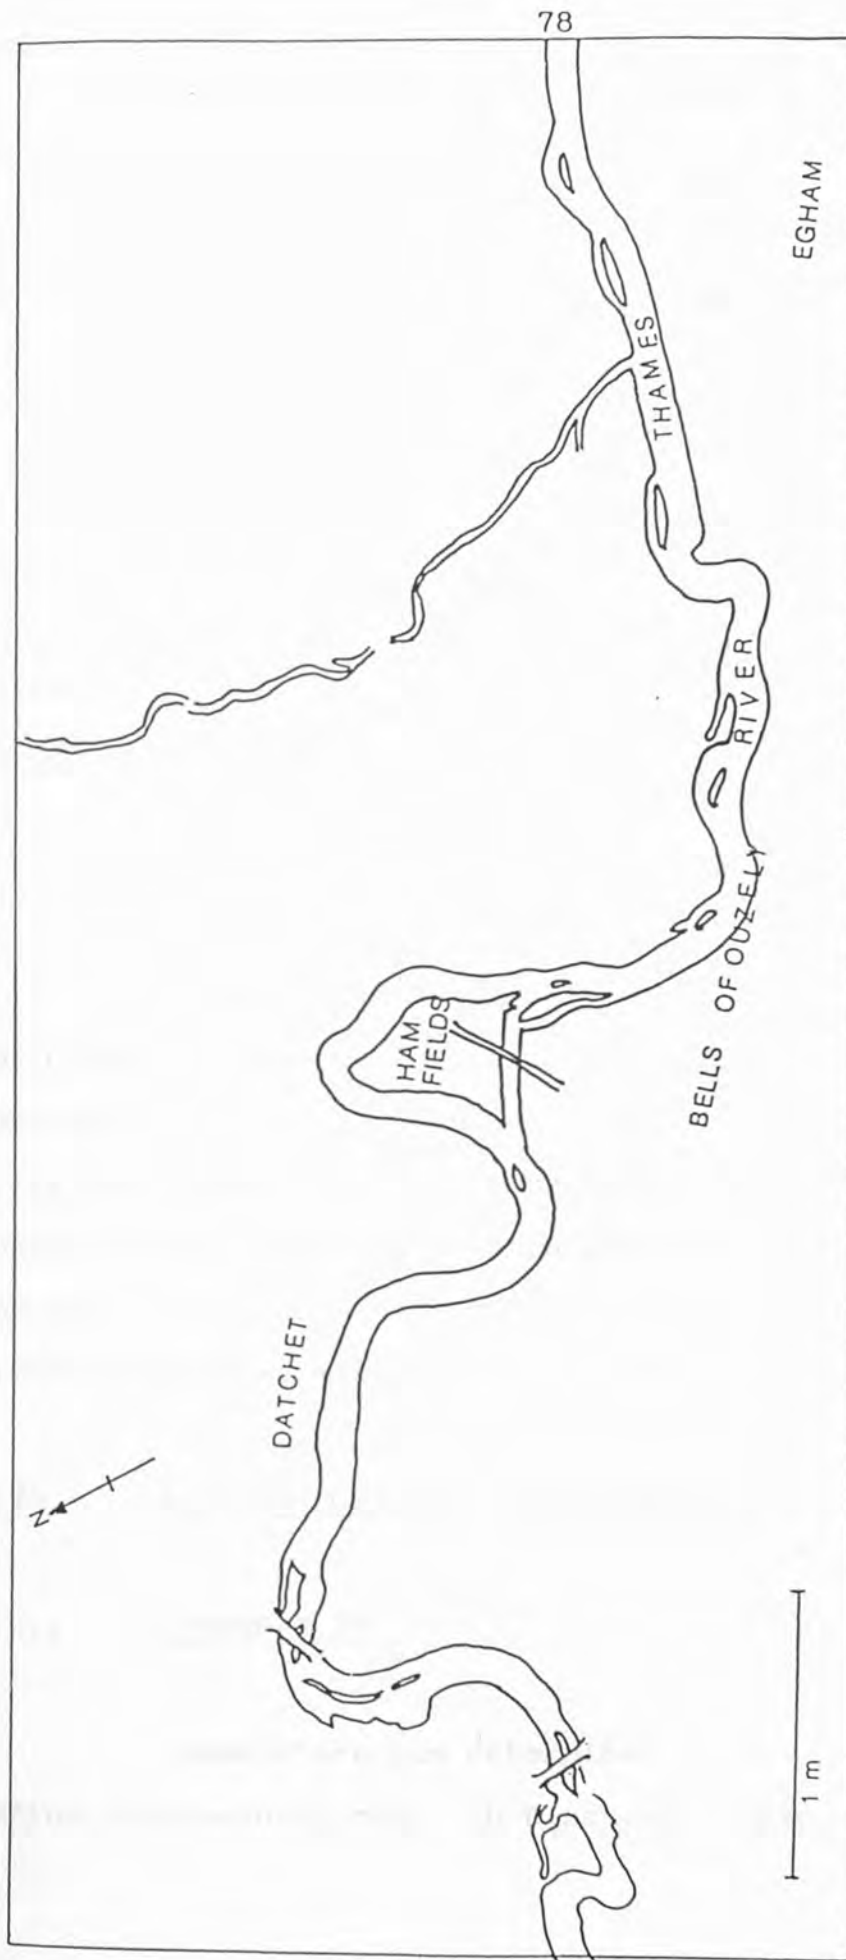 78
EGHAM
THAMES
RIVER
BELLS OF OUZELY
HAM
FIELDS
DATCHET
N
1 m